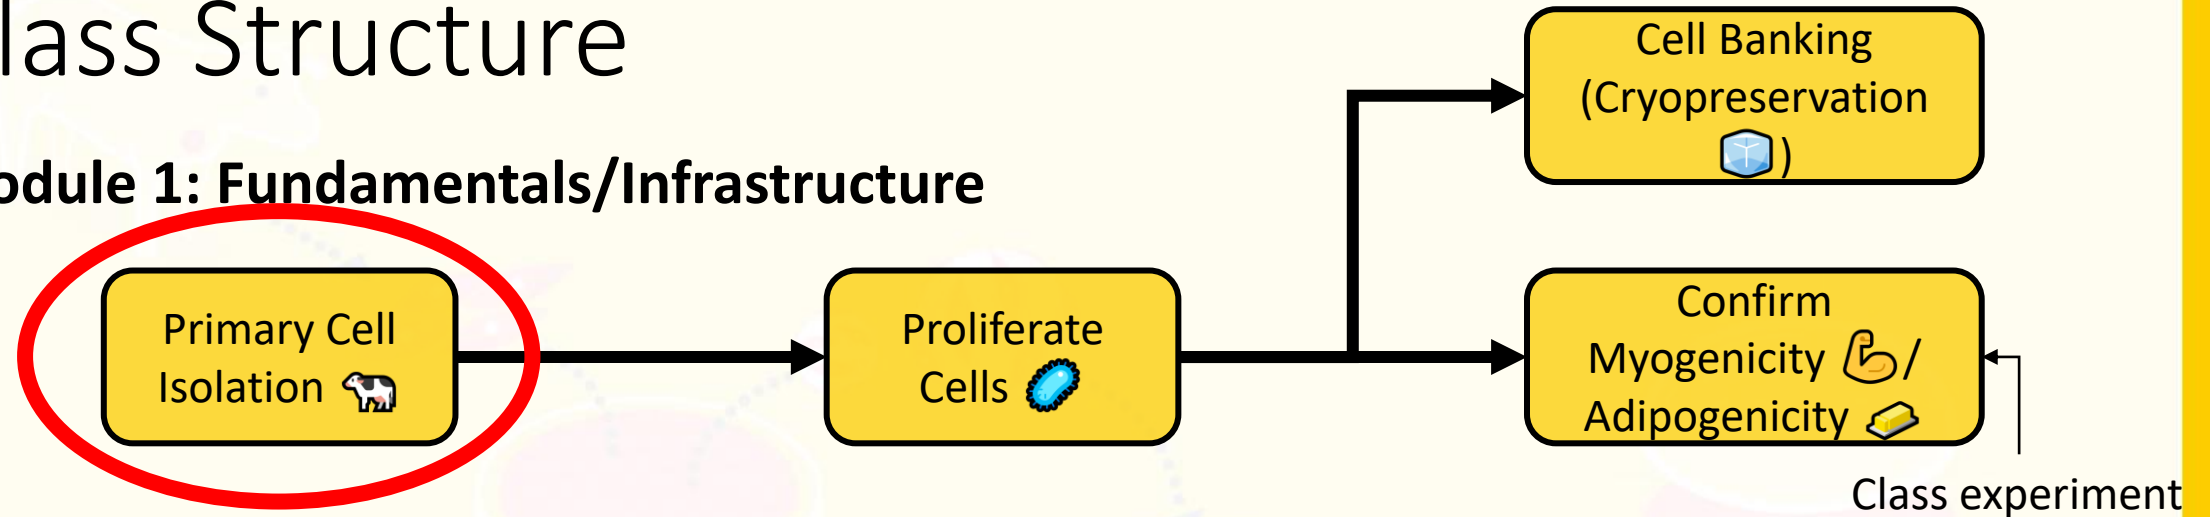 lass Structure
odule 1: Fundamentals/Infrastructure
Primary Cell
Isolation 🐄
Proliferate
Cells 🦠
Cell Banking
(Cryopreservation
🧊)
Confirm
Myogenicity 💪/
Adipogenicity 🧈
Class experiment